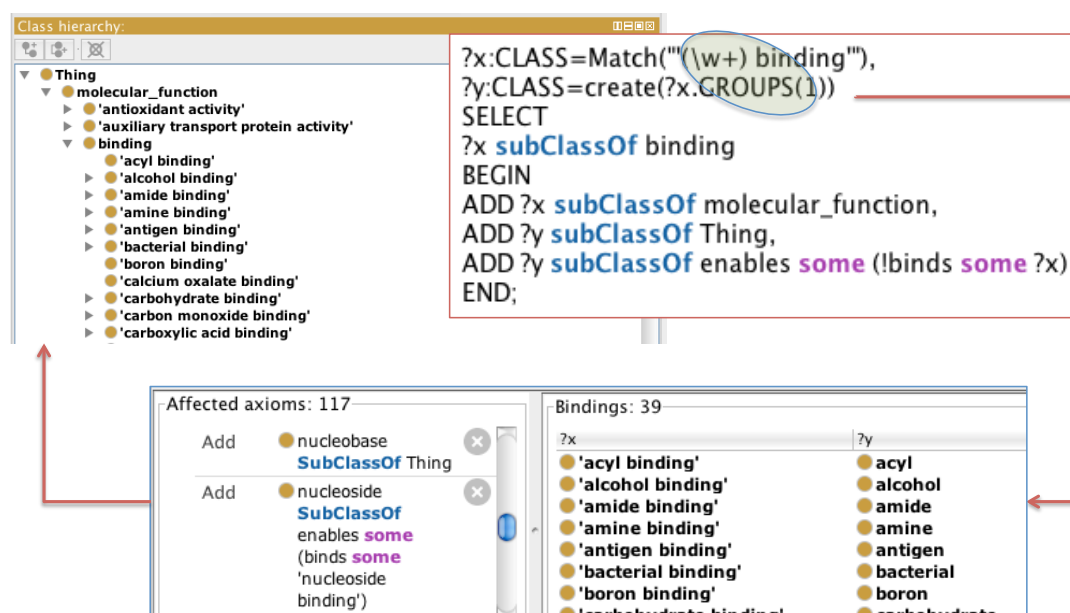 Class hierarchy:
Thing
molecular_function
'antioxidant activity'
'auxiliary transport protein activity'
binding
'acyl binding'
'alcohol binding'
'amide binding'
'amine binding'
'antigen binding'
'bacterial binding'
'boron binding'
'calcium oxalate binding'
'carbohydrate binding'
'carbon monoxide binding'
'carboxylic acid binding'
?x:CLASS=Match("'(\w+) binding'"),
?y:CLASS=create(?x.GROUPS(1))
SELECT
?x subClassOf binding
BEGIN
ADD ?x subClassOf molecular_function,
ADD ?y subClassOf Thing,
ADD ?y subClassOf enables some (!binds some ?x)
END;
Affected axioms: 117
Add nucleobase
SubClassOf Thing
Add nucleoside
SubClassOf
enables some
(binds some
'nucleoside
binding')
Bindings: 39
?x ?y
'acyl binding' acyl
'alcohol binding' alcohol
'amide binding' amide
'amine binding' amine
'antigen binding' antigen
'bacterial binding' bacterial
'boron binding' boron
'carbohydrate binding' carbohydrate